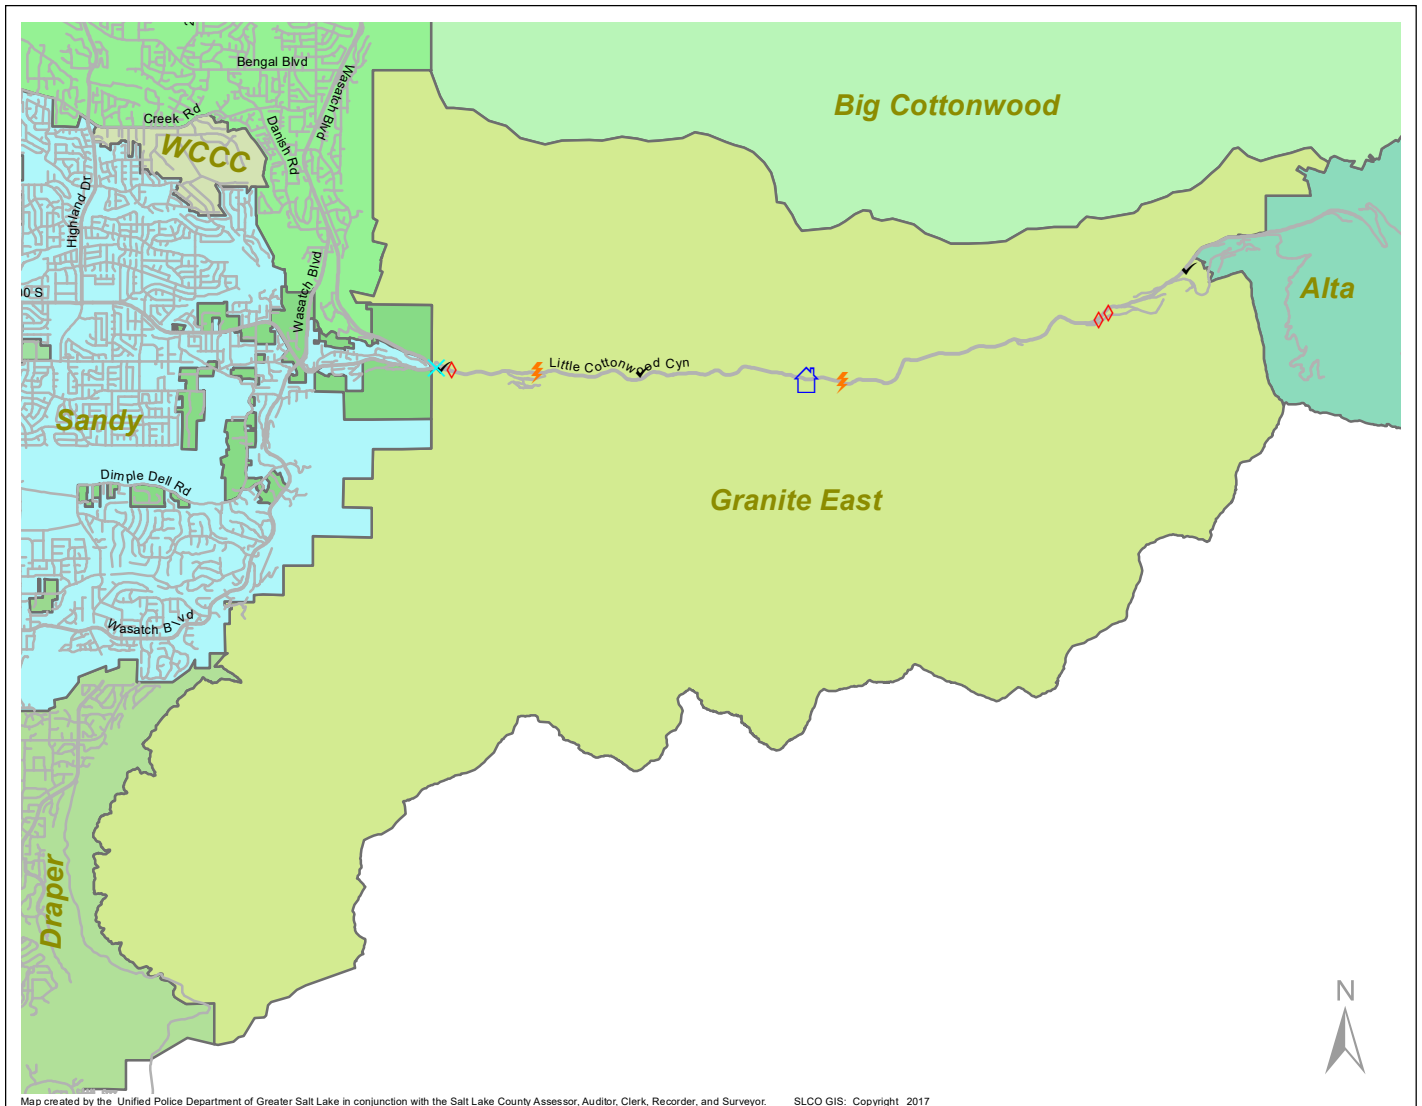 Bengal Blvd
Wasatch Blvd
Big Cottonwood
Creek Rd
Danish Rd
WCCC
Highland Dr
Wasatch Blvd
00 S
Alta
Little Cottonwood Cyn
Sandy
Dimple Dell Rd
Granite East
Wasatch Blvd
Draper
N
Map created by the Unified Police Department of Greater Salt Lake in conjunction with the Salt Lake County Assessor, Auditor, Clerk, Recorder, and Surveyor. SLCO GIS: Copyright 2017